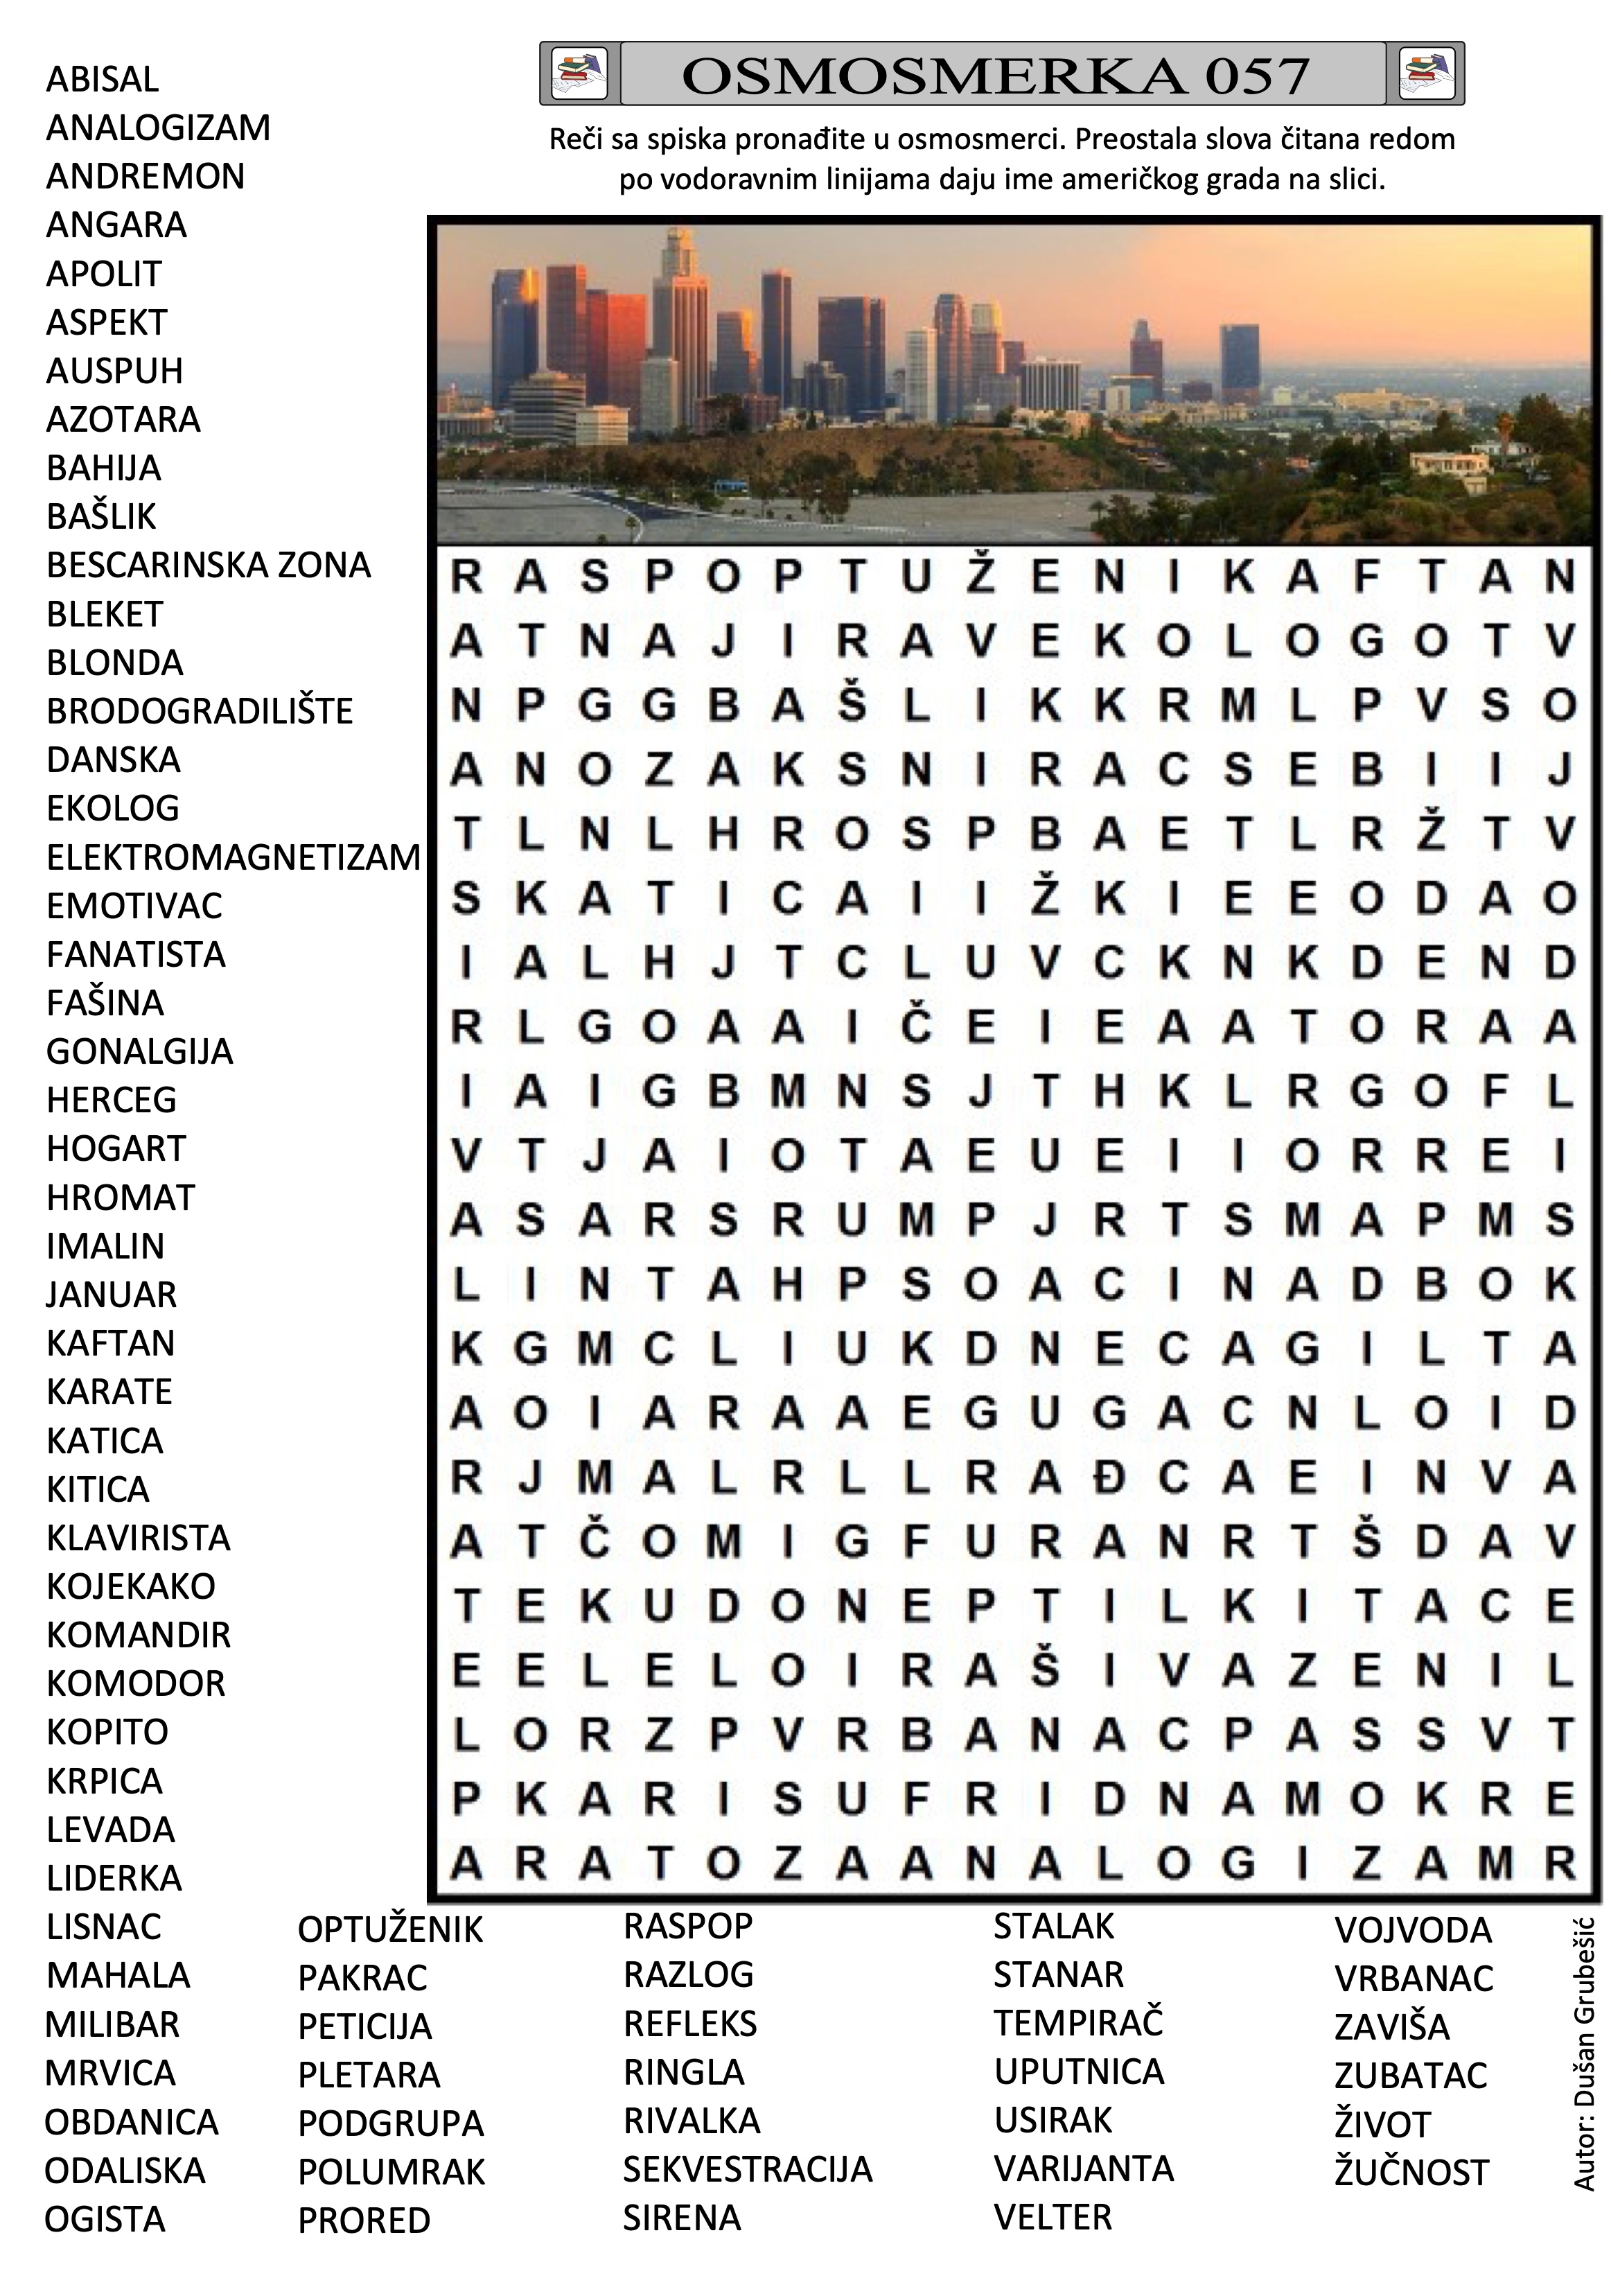 OSMOSMERKA 057
Reči sa spiska pronađite u osmosmerci. Preostala slova čitana redom
po vodoravnim linijama daju ime američkog grada na slici.
ABISAL
ANALOGIZAM
ANDREMON
ANGARA
APOLIT
ASPEKT
AUSPUH
AZOTARA
BAHIJA
BAŠLIK
BESCARINSKA ZONA
BLEKET
BLONDA
BRODOGRADILIŠTE
DANSKA
EKOLOG
ELEKTROMAGNETIZAM
EMOTIVAC
FANATISTA
FAŠINA
GONALGIJA
HERCEG
HOGART
HROMAT
IMALIN
JANUAR
KAFTAN
KARATE
KATICA
KITICA
KLAVIRISTA
KOJEKAKO
KOMANDIR
KOMODOR
KOPITO
KRPICA
LEVADA
LIDERKA
LISNAC
MAHALA
MILIBAR
MRVICA
OBDANICA
ODALISKA
OGISTA
R A S P O P T U Ž E N I K A F T A N
A T N A J I R A V E K O L O G O T V
N P G G B A Š L I K K R M L P V S O
A N O Z A K S N I R A C S E B I I J
T L N L H R O S P B A E T L R Ž T V
S K A T I C A I I Ž K I E E O D A O
I A L H J T C L U V C K N K D E N D
R L G O A A I Č E I E A A T O R A A
I A I G B M N S J T H K L R G O F L
V T J A I O T A E U E I I O R R E I
A S A R S R U M P J R T S M A P M S
L I N T A H P S O A C I N A D B O K
K G M C L I U K D N E C A G I L T A
A O I A R A A E G U G A C N L O I D
R J M A L R L L R A Đ C A E I N V A
A T Č O M I G F U R A N R T Š D A V
T E K U D O N E P T I L K I T A C E
E E L E L O I R A Š I V A Z E N I L
L O R Z P V R B A N A C P A S S V T
P K A R I S U F R I D N A M O K R E
A R A T O Z A A N A L O G I Z A M R
OPTUŽENIK
PAKRAC
PETICIJA
PLETARA
PODGRUPA
POLUMRAK
PRORED
RASPOP
RAZLOG
REFLEKS
RINGLA
RIVALKA
SEKVESTRACIJA
SIRENA
STALAK
STANAR
TEMPIRAČ
UPUTNICA
USIRAK
VARIJANTA
VELTER
VOJVODA
VRBANAC
ZAVIŠA
ZUBATAC
ŽIVOT
ŽUČNOST
Autor: Dušan Grubešić